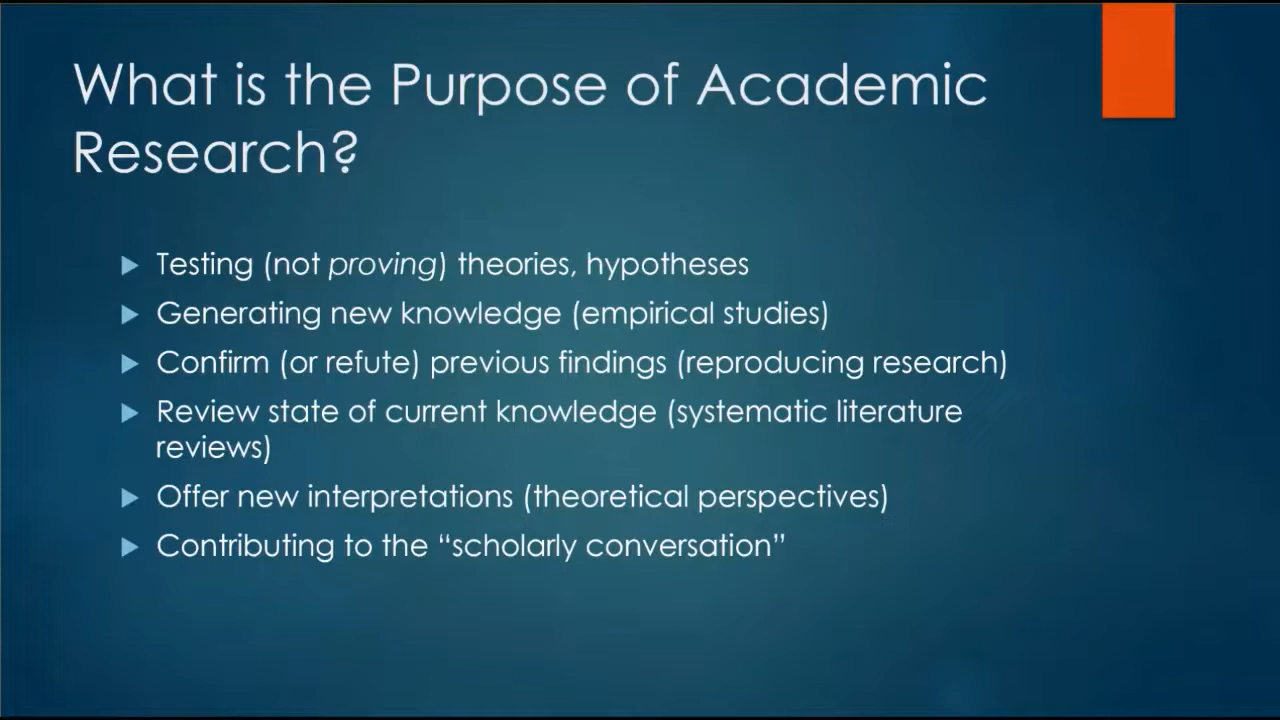 What is the Purpose of Academic
Research?
Testing (not proving) theories, hypotheses
Generating new knowledge (empirical studies)
Confirm (or refute) previous findings (reproducing research)
Review state of current knowledge (systematic literature
reviews)
Offer new interpretations (theoretical perspectives)
Contributing to the “scholarly conversation”